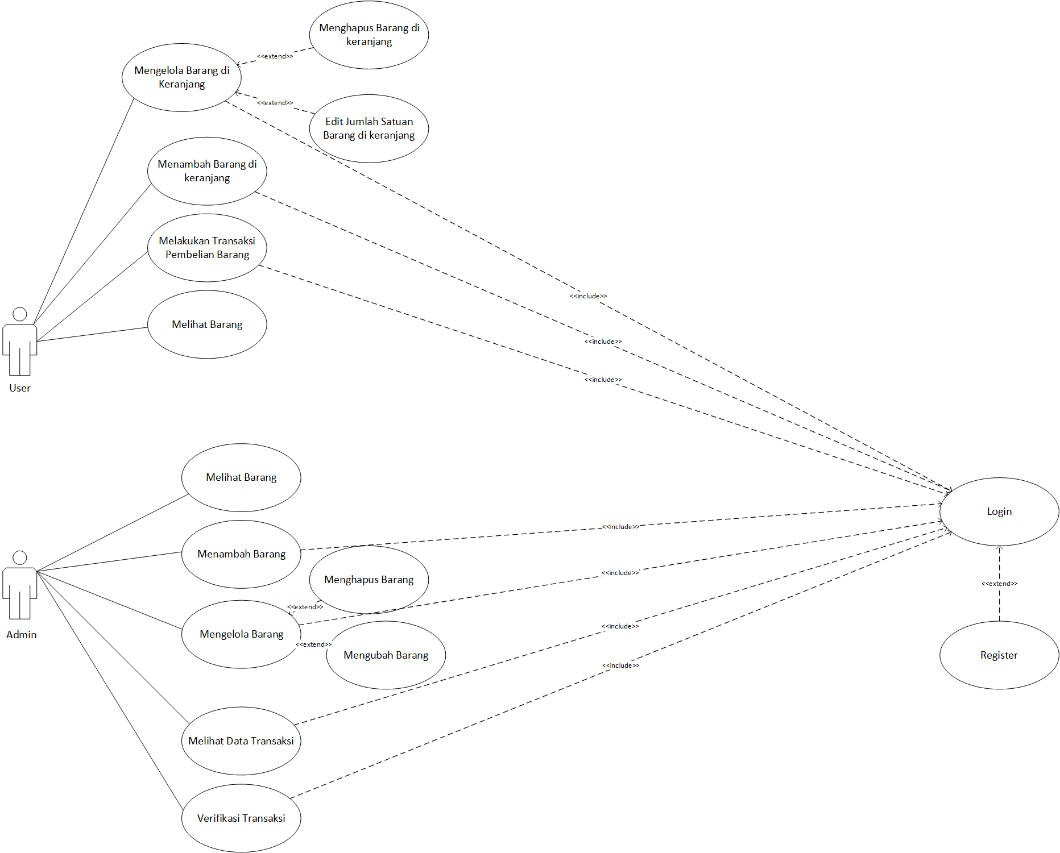 Menghapus Barang di
keranjang
<<extend>>
Mengelola Barang di
Keranjang
<<extend>>
Edit Jumlah Satuan
Barang di keranjang
Menambah Barang di
keranjang
Melakukan Transaksi
Pembelian Barang
<<include>>
Melihat Barang
<<include>>
<<include>>
User
Melihat Barang
Login
<<include>>
Menambah Barang
Menghapus Barang
<<include>>
<<extend>>
<<extend>>
Admin
Mengelola Barang
<<include>>
<<extend>>
Mengubah Barang
Register
<<include>>
Melihat Data Transaksi
Verifikasi Transaksi